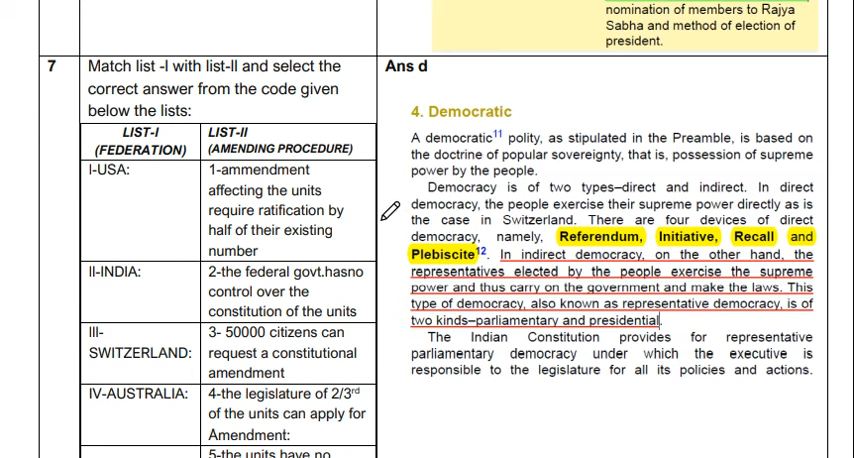 nomination of members to Rajya
Sabha and method of election of
president.
7
Match list -I with list-II and select the
correct answer from the code given
below the lists:
LIST-I
(FEDERATION)
LIST-II
(AMENDING PROCEDURE)
I-USA:
1-ammendment
affecting the units
require ratification by
half of their existing
number
II-INDIA:
2-the federal govt.hasno
control over the
constitution of the units
III-
SWITZERLAND:
3- 50000 citizens can
request a constitutional
amendment
IV-AUSTRALIA:
4-the legislature of 2/3rd
of the units can apply for
Amendment:
5-the units have no
Ans d
4. Democratic
A democratic11 polity, as stipulated in the Preamble, is based on
the doctrine of popular sovereignty, that is, possession of supreme
power by the people.
Democracy is of two types–direct and indirect. In direct
democracy, the people exercise their supreme power directly as is
the case in Switzerland. There are four devices of direct
democracy, namely, Referendum, Initiative, Recall and
Plebiscite12. In indirect democracy, on the other hand, the
representatives elected by the people exercise the supreme
power and thus carry on the government and make the laws. This
type of democracy, also known as representative democracy, is of
two kinds–parliamentary and presidential.
The Indian Constitution provides for representative
parliamentary democracy under which the executive is
responsible to the legislature for all its policies and actions.